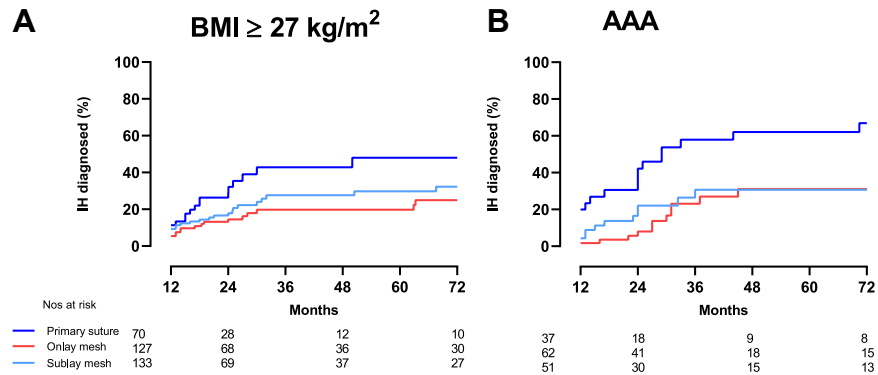 A
BMI ≥ 27 kg/m²
IH diagnosed (%)
100
80
60
40
20
0
12 24 36 48 60 72
Months
Nos at risk
Primary suture 70 28 12 10
Onlay mesh 127 68 36 30
Sublay mesh 133 69 37 27
B
AAA
IH diagnosed (%)
100
80
60
40
20
0
12 24 36 48 60 72
Months
37 18 9 8
62 41 18 15
51 30 15 13